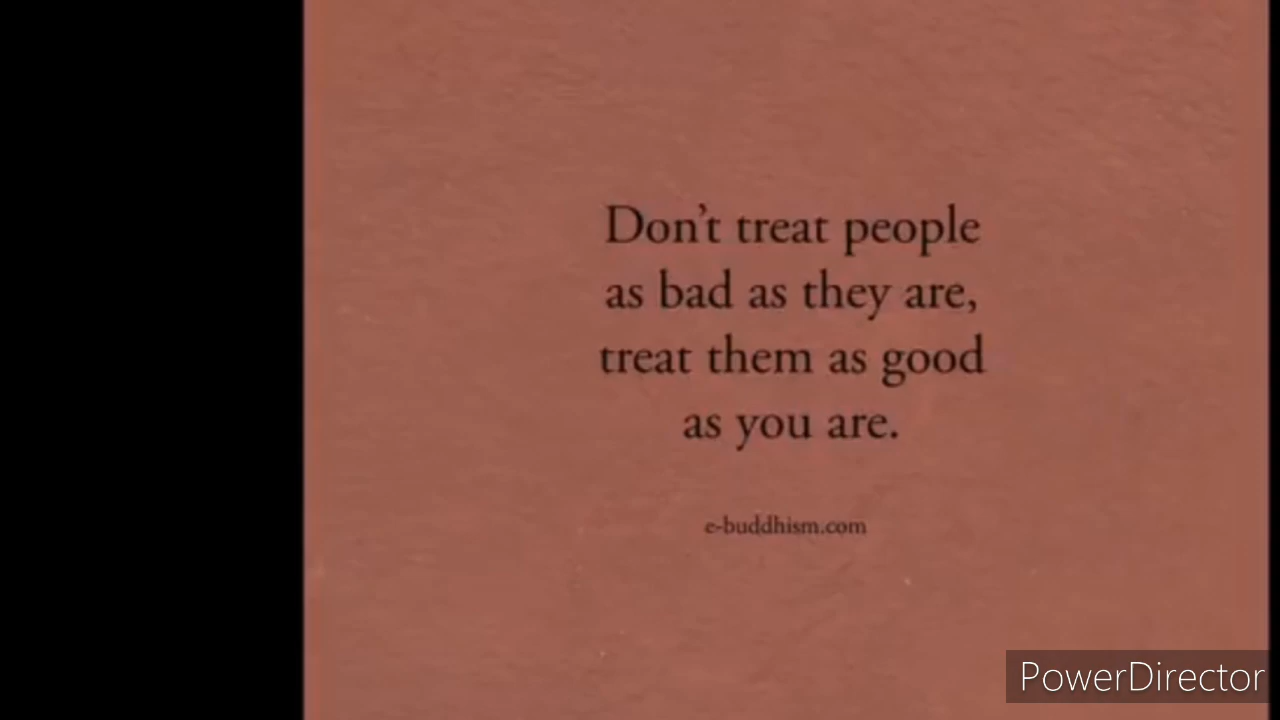 Don't treat people
as bad as they are,
treat them as good
as you are.
e-buddhism.com
PowerDirector